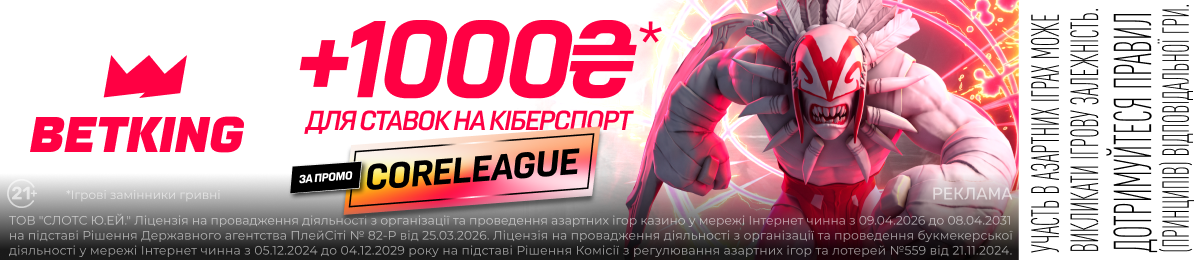 BETKING
+1000₴*
ДЛЯ СТАВОК НА КІБЕРСПОРТ
ЗА ПРОМО
CORELEAGUE
21+
*Ігрові замінники гривні
РЕКЛАМА
ТОВ "СЛОТС Ю.ЕЙ." Ліцензія на провадження діяльності з організації та проведення азартних ігор казино у мережі Інтернет чинна з 09.04.2026 до 08.04.2031
на підставі Рішення Державного агентства ПлейСіті № 82-Р від 25.03.2026. Ліцензія на провадження діяльності з організації та проведення букмекерської
діяльності у мережі Інтернет чинна з 05.12.2024 до 04.12.2029 року на підставі Рішення Комісії з регулювання азартних ігор та лотерей №559 від 21.11.2024.
УЧАСТЬ В АЗАРТНИХ ІГРАХ МОЖЕ
ВИКЛИКАТИ ІГРОВУ ЗАЛЕЖНІСТЬ.
ДОТРИМУЙТЕСЯ ПРАВИЛ
(ПРИНЦИПІВ) ВІДПОВІДАЛЬНОЇ ГРИ.